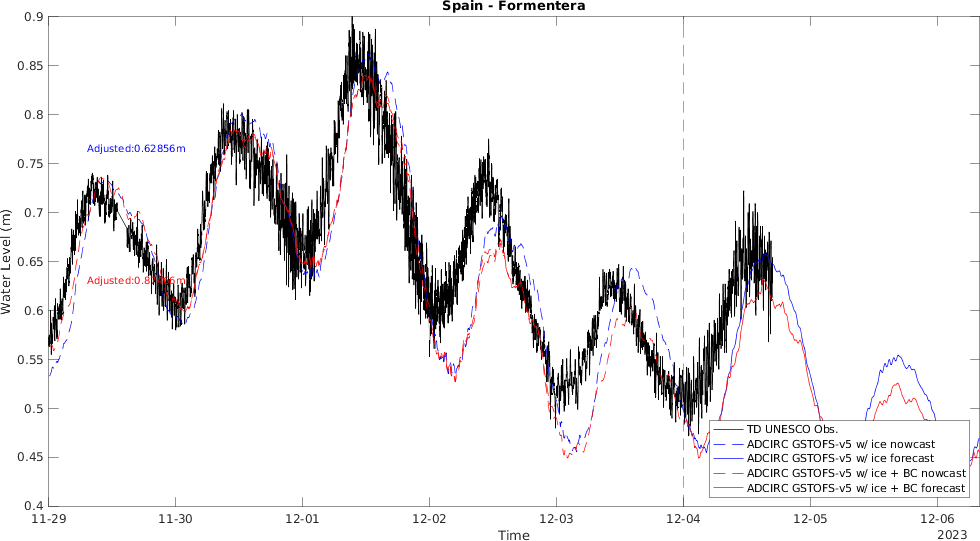 Spain - Formentera
0.9
0.85
0.8
0.75
0.7
0.65
0.6
0.55
0.5
0.45
0.4
Water Level (m)
Adjusted:0.62856m
11-29
11-30
12-01
12-02
12-03
12-04
12-05
12-06
Time
2023
TD UNESCO Obs.
ADCIRC GSTOFS-v5 w/ ice nowcast
ADCIRC GSTOFS-v5 w/ ice forecast
ADCIRC GSTOFS-v5 w/ ice + BC nowcast
ADCIRC GSTOFS-v5 w/ ice + BC forecast